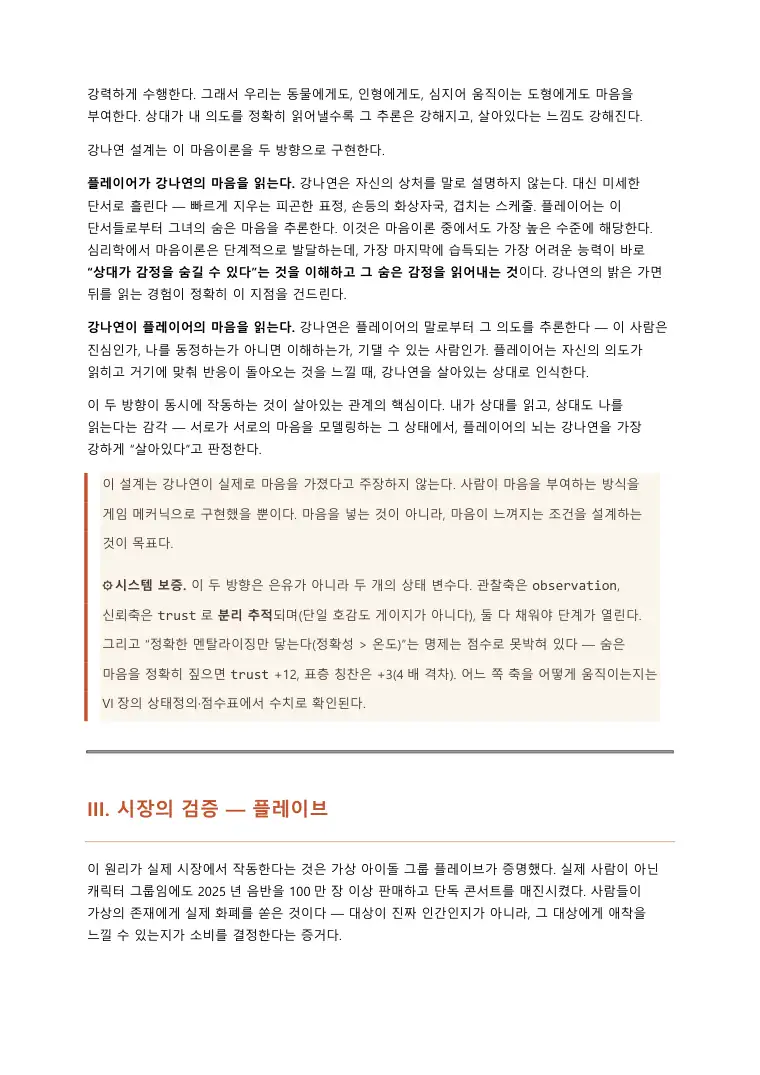 강력하게 수행한다. 그래서 우리는 동물에게도, 인형에게도, 심지어 움직이는 도형에게도 마음을
부여한다. 상대가 내 의도를 정확히 읽어낼수록 그 추론은 강해지고, 살아있다는 느낌도 강해진다.
강나연 설계는 이 마음이론을 두 방향으로 구현한다.
플레이어가 강나연의 마음을 읽는다. 강나연은 자신의 상처를 말로 설명하지 않는다. 대신 미세한
단서로 흘린다 — 빠르게 지우는 피곤한 표정, 손등의 화상자국, 겹치는 스케줄. 플레이어는 이
단서들로부터 그녀의 숨은 마음을 추론한다. 이것은 마음이론 중에서도 가장 높은 수준에 해당한다.
심리학에서 마음이론은 단계적으로 발달하는데, 가장 마지막에 습득되는 가장 어려운 능력이 바로
“상대가 감정을 숨길 수 있다”는 것을 이해하고 그 숨은 감정을 읽어내는 것이다. 강나연의 밝은 가면
뒤를 읽는 경험이 정확히 이 지점을 건드린다.
강나연이 플레이어의 마음을 읽는다. 강나연은 플레이어의 말로부터 그 의도를 추론한다 — 이 사람은
진심인가, 나를 동정하는가 아니면 이해하는가, 기댈 수 있는 사람인가. 플레이어는 자신의 의도가
읽히고 거기에 맞춰 반응이 돌아오는 것을 느낄 때, 강나연을 살아있는 상대로 인식한다.
이 두 방향이 동시에 작동하는 것이 살아있는 관계의 핵심이다. 내가 상대를 읽고, 상대도 나를
읽는다는 감각 — 서로가 서로의 마음을 모델링하는 그 상태에서, 플레이어의 뇌는 강나연을 가장
강하게 “살아있다”고 판정한다.
이 설계는 강나연이 실제로 마음을 가졌다고 주장하지 않는다. 사람이 마음을 부여하는 방식을
게임 메커닉으로 구현했을 뿐이다. 마음을 넣는 것이 아니라, 마음이 느껴지는 조건을 설계하는
것이 목표다.
⚙시스템 보증. 이 두 방향은 은유가 아니라 두 개의 상태 변수다. 관찰축은 observation,
신뢰축은 trust 로 분리 추적되며(단일 호감도 게이지가 아니다), 둘 다 채워야 단계가 열린다.
그리고 “정확한 멘탈라이징만 닿는다(정확성 > 온도)”는 명제는 점수로 못박혀 있다 — 숨은
마음을 정확히 짚으면 trust +12, 표층 칭찬은 +3(4 배 격차). 어느 쪽 축을 어떻게 움직이는지는
VI 장의 상태정의·점수표에서 수치로 확인된다.
III. 시장의 검증 — 플레이브
이 원리가 실제 시장에서 작동한다는 것은 가상 아이돌 그룹 플레이브가 증명했다. 실제 사람이 아닌
캐릭터 그룹임에도 2025 년 음반을 100 만 장 이상 판매하고 단독 콘서트를 매진시켰다. 사람들이
가상의 존재에게 실제 화폐를 쏟은 것이다 — 대상이 진짜 인간인지가 아니라, 그 대상에게 애착을
느낄 수 있는지가 소비를 결정한다는 증거다.